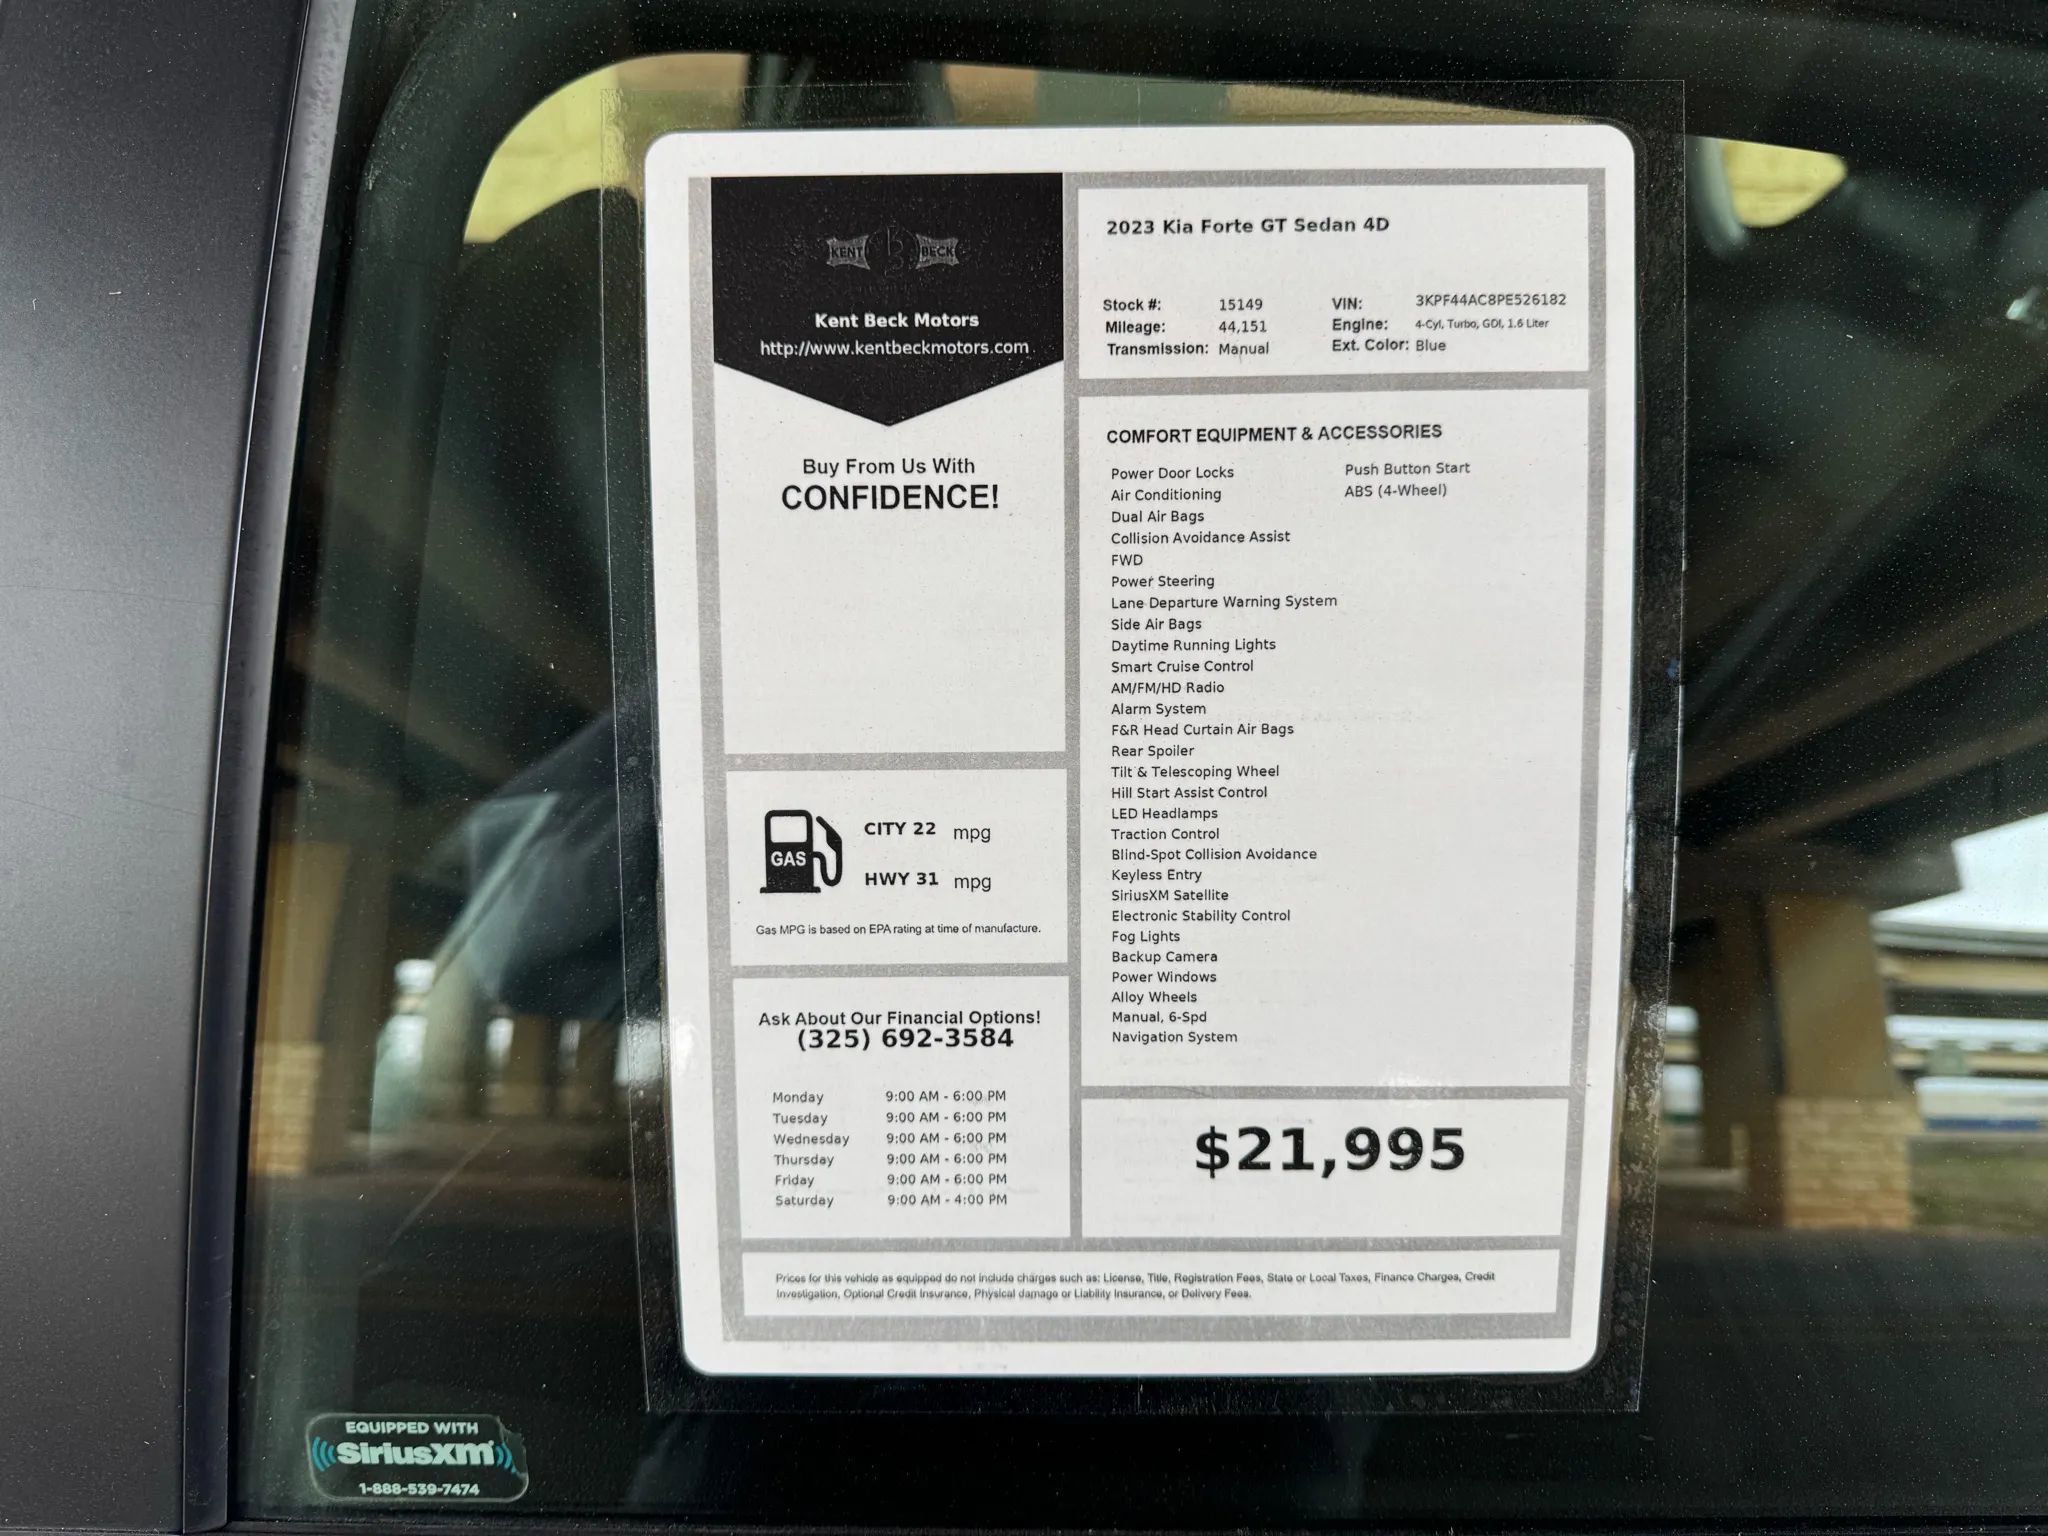 KENT BECK
Kent Beck Motors
http://www.kentbeckmotors.com
Buy From Us With
CONFIDENCE!
GAS
CITY 22 mpg
HWY 31 mpg
Gas MPG is based on EPA rating at time of manufacture.
Ask About Our Financial Options!
(325) 692-3584
Monday 9:00 AM - 6:00 PM
Tuesday 9:00 AM - 6:00 PM
Wednesday 9:00 AM - 6:00 PM
Thursday 9:00 AM - 6:00 PM
Friday 9:00 AM - 6:00 PM
Saturday 9:00 AM - 4:00 PM
2023 Kia Forte GT Sedan 4D
Stock #: 15149 VIN: 3KPF44AC8PE526182
Mileage: 44,151 Engine: 4-Cyl, Turbo, GDI, 1.6 Liter
Transmission: Manual Ext. Color: Blue
COMFORT EQUIPMENT & ACCESSORIES
Power Door Locks
Air Conditioning
Dual Air Bags
Collision Avoidance Assist
FWD
Power Steering
Lane Departure Warning System
Side Air Bags
Daytime Running Lights
Smart Cruise Control
AM/FM/HD Radio
Alarm System
F&R Head Curtain Air Bags
Rear Spoiler
Tilt & Telescoping Wheel
Hill Start Assist Control
LED Headlamps
Traction Control
Blind-Spot Collision Avoidance
Keyless Entry
SiriusXM Satellite
Electronic Stability Control
Fog Lights
Backup Camera
Power Windows
Alloy Wheels
Manual, 6-Spd
Navigation System
Push Button Start
ABS (4-Wheel)
$21,995
Prices for this vehicle as equipped do not include charges such as: License, Title, Registration Fees, State or Local Taxes, Finance Charges, Credit
Investigation, Optional Credit Insurance, Physical damage or Liability Insurance, or Delivery Fees.
EQUIPPED WITH
SiriusXM
1-888-539-7474